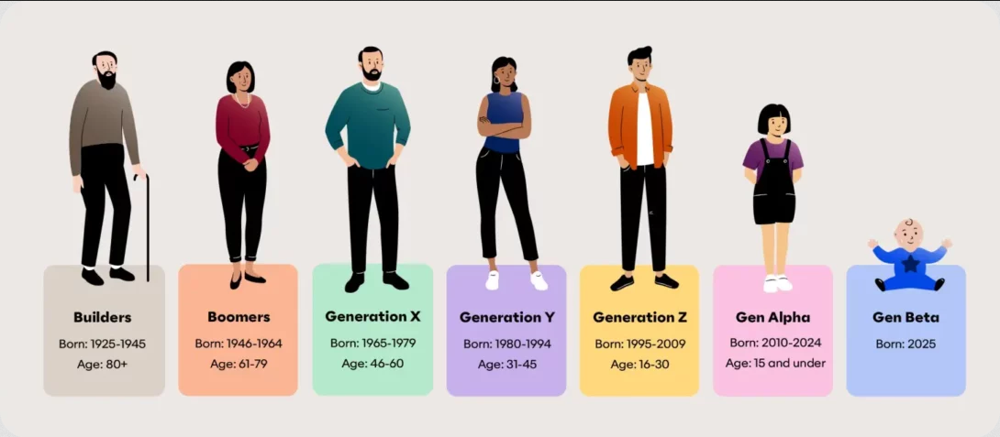 Builders
Born: 1925-1945
Age: 80+
Boomers
Born: 1946-1964
Age: 61-79
Generation X
Born: 1965-1979
Age: 46-60
Generation Y
Born: 1980-1994
Age: 31-45
Generation Z
Born: 1995-2009
Age: 16-30
Gen Alpha
Born: 2010-2024
Age: 15 and under
Gen Beta
Born: 2025